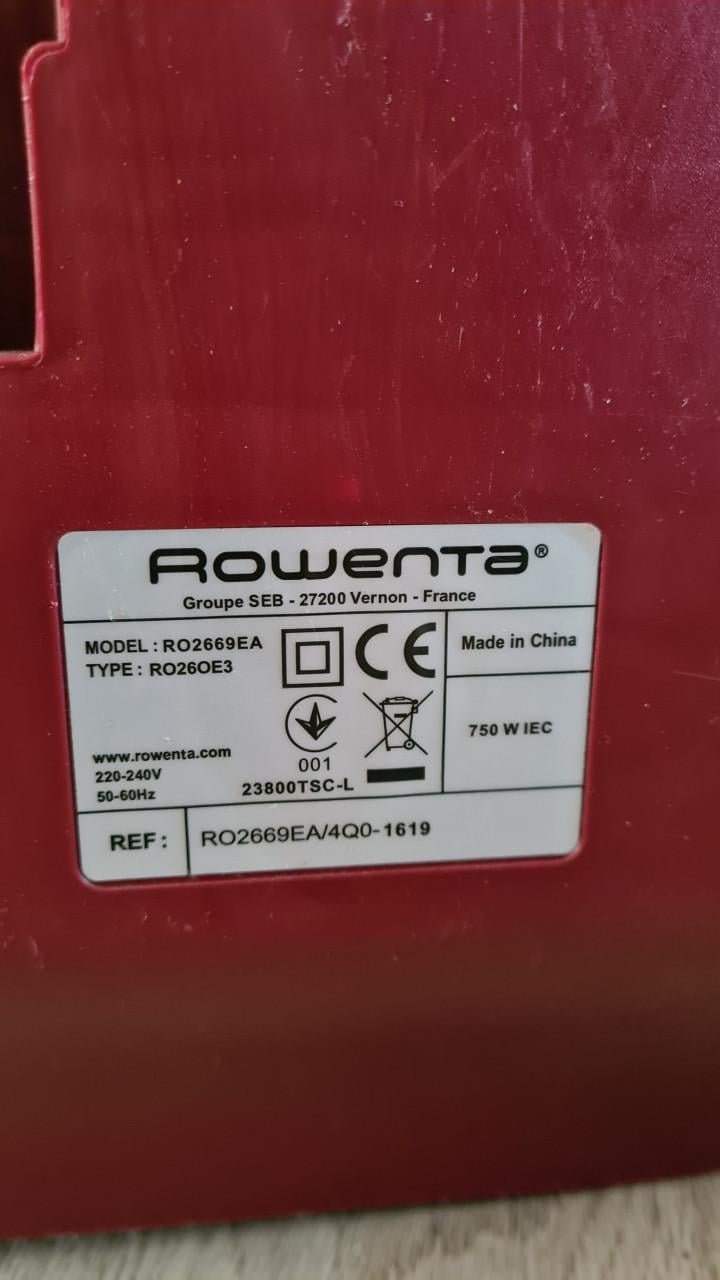 Rowenta®
Groupe SEB - 27200 Vernon - France
MODEL : RO2669EA
TYPE : RO26OE3
CE
Made in China
750 W IEC
001
www.rowenta.com
220-240V
50-60Hz
23800TSC-L
REF :
RO2669EA/4Q0-1619